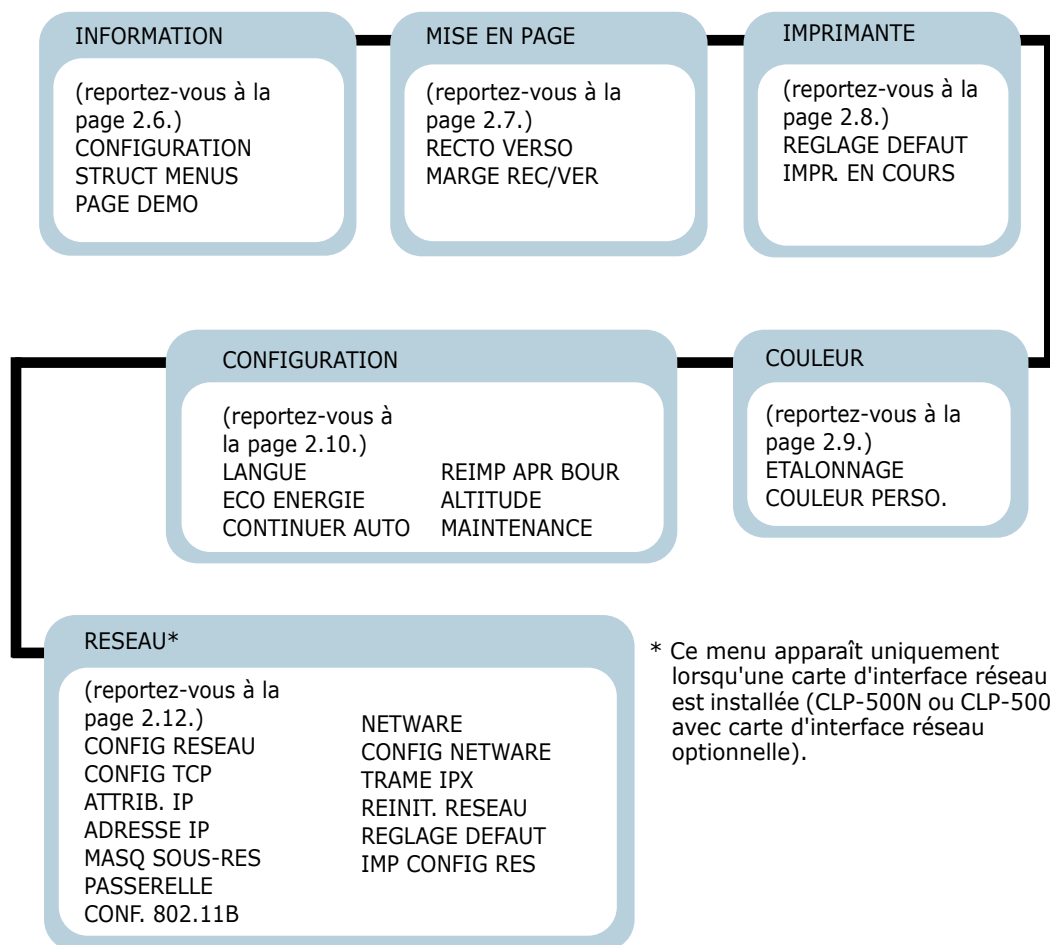 INFORMATION
(reportez-vous à la
page 2.6.)
CONFIGURATION
STRUCT MENUS
PAGE DEMO
MISE EN PAGE
(reportez-vous à la
page 2.7.)
RECTO VERSO
MARGE REC/VER
IMPRIMANTE
(reportez-vous à la
page 2.8.)
REGLAGE DEFAUT
IMPR. EN COURS
CONFIGURATION
(reportez-vous à
la page 2.10.)
LANGUE
ECO ENERGIE
CONTINUER AUTO
REIMP APR BOUR
ALTITUDE
MAINTENANCE
COULEUR
(reportez-vous à la
page 2.9.)
ETALONNAGE
COULEUR PERSO.
RESEAU*
(reportez-vous à la
page 2.12.)
CONFIG RESEAU
CONFIG TCP
ATTRIB. IP
ADRESSE IP
MASQ SOUS-RES
PASSERELLE
CONF. 802.11B
NETWARE
CONFIG NETWARE
TRAME IPX
REINIT. RESEAU
REGLAGE DEFAUT
IMP CONFIG RES
* Ce menu apparaît uniquement
lorsqu'une carte d'interface réseau
est installée (CLP-500N ou CLP-500
avec carte d'interface réseau
optionnelle).